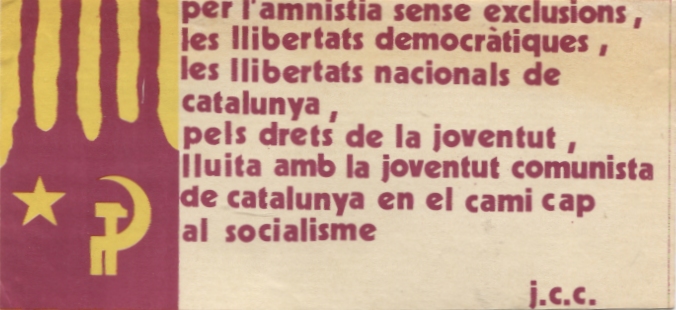 per l'amnistia sense exclusions,
les llibertats democràtiques,
les llibertats nacionals de
catalunya,
pels drets de la joventut,
lluita amb la joventut comunista
de catalunya en el cami cap
al socialisme
j.c.c.